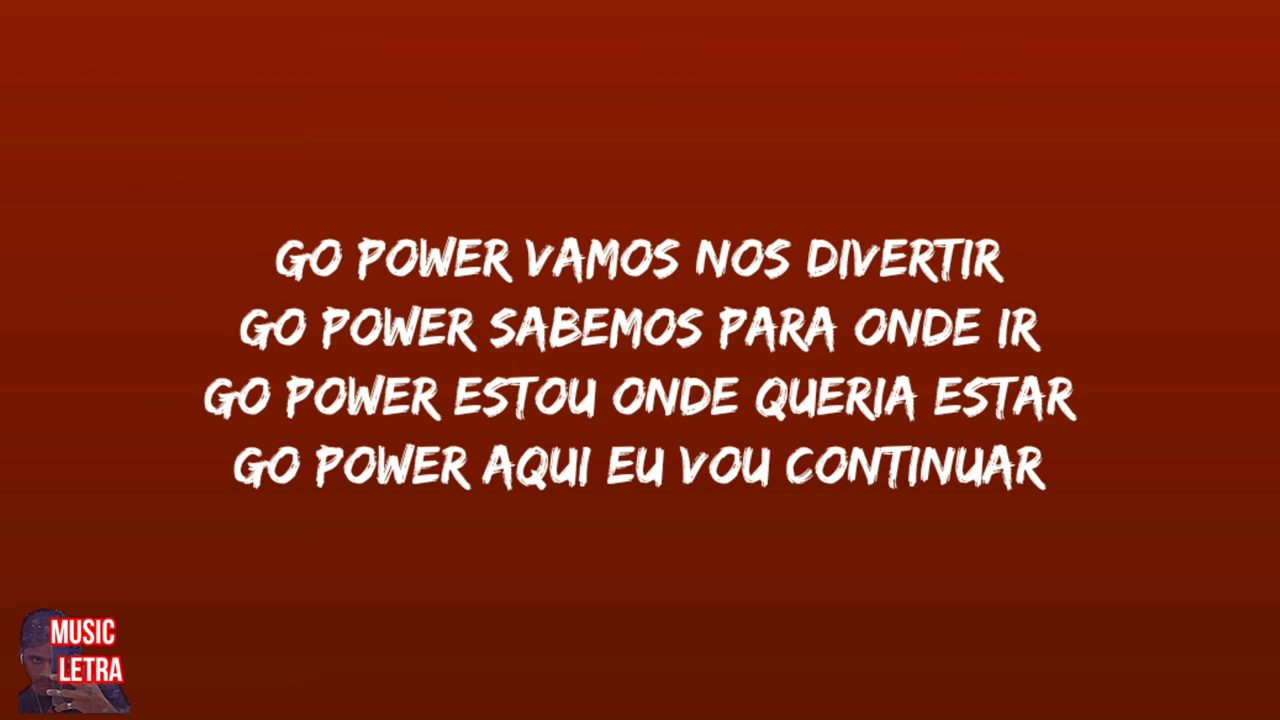 GO POWER VAMOS NOS DIVERTIR
GO POWER SABEMOS PARA ONDE IR
GO POWER ESTOU ONDE QUERIA ESTAR
GO POWER AQUI EU VOU CONTINUAR
MUSIC
LETRA